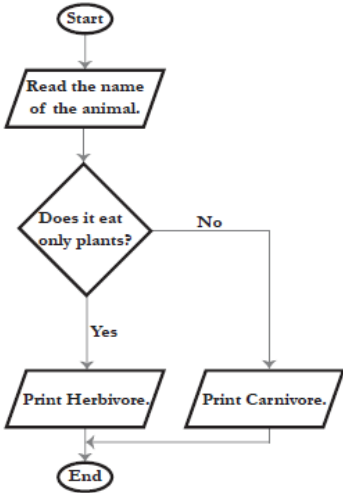 Start
Read the name
of the animal.
Does it eat
only plants?
No
Yes
Print Herbivore.
Print Carnivore.
End